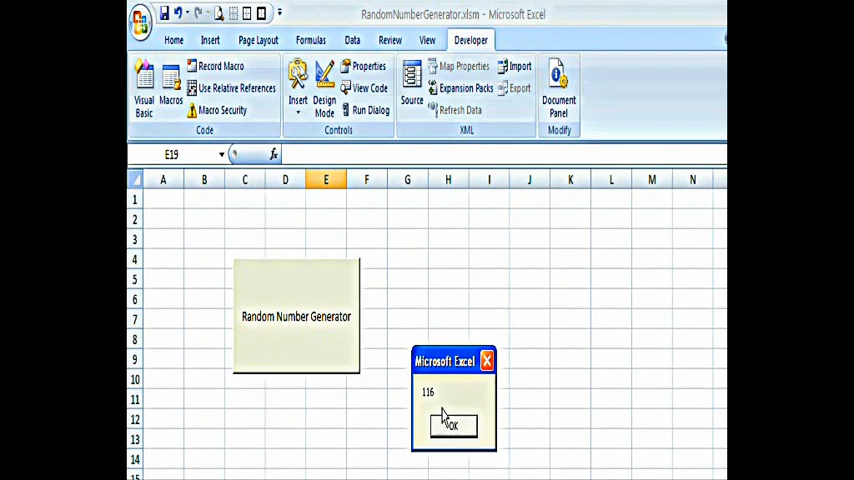 RandomNumberGenerator.xlsm - Microsoft Excel
Home Insert Page Layout Formulas Data Review View Developer
Visual Basic
Macros
Record Macro
Use Relative References
Macro Security
Code
Insert
Design Mode
Properties
View Code
Run Dialog
Controls
Source
Map Properties
Expansion Packs
Refresh Data
Import
Export
XML
Document Panel
Modify
E19 fx
A B C D E F G H I J K L M N
1
2
3
4
5
6
7
8
9
10
11
12
13
14
15
Random Number Generator
Microsoft Excel
116
OK